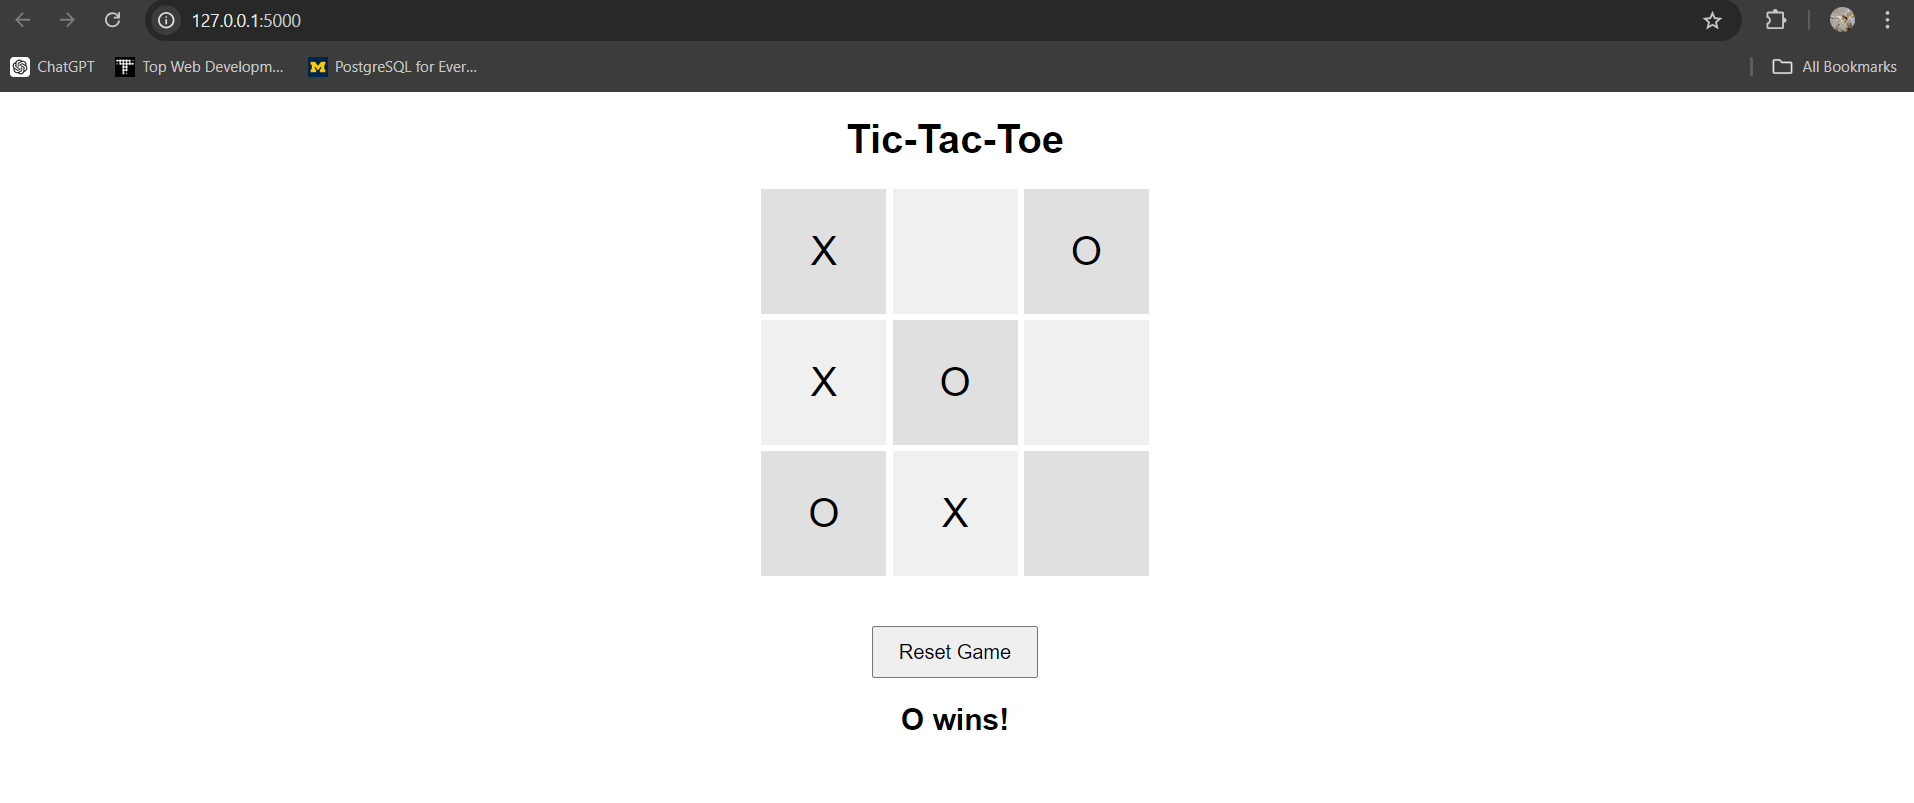 127.0.0.1:5000
ChatGPT
Top Web Developm...
PostgreSQL for Ever...
All Bookmarks
Tic-Tac-Toe
X O
X O
O X
Reset Game
O wins!